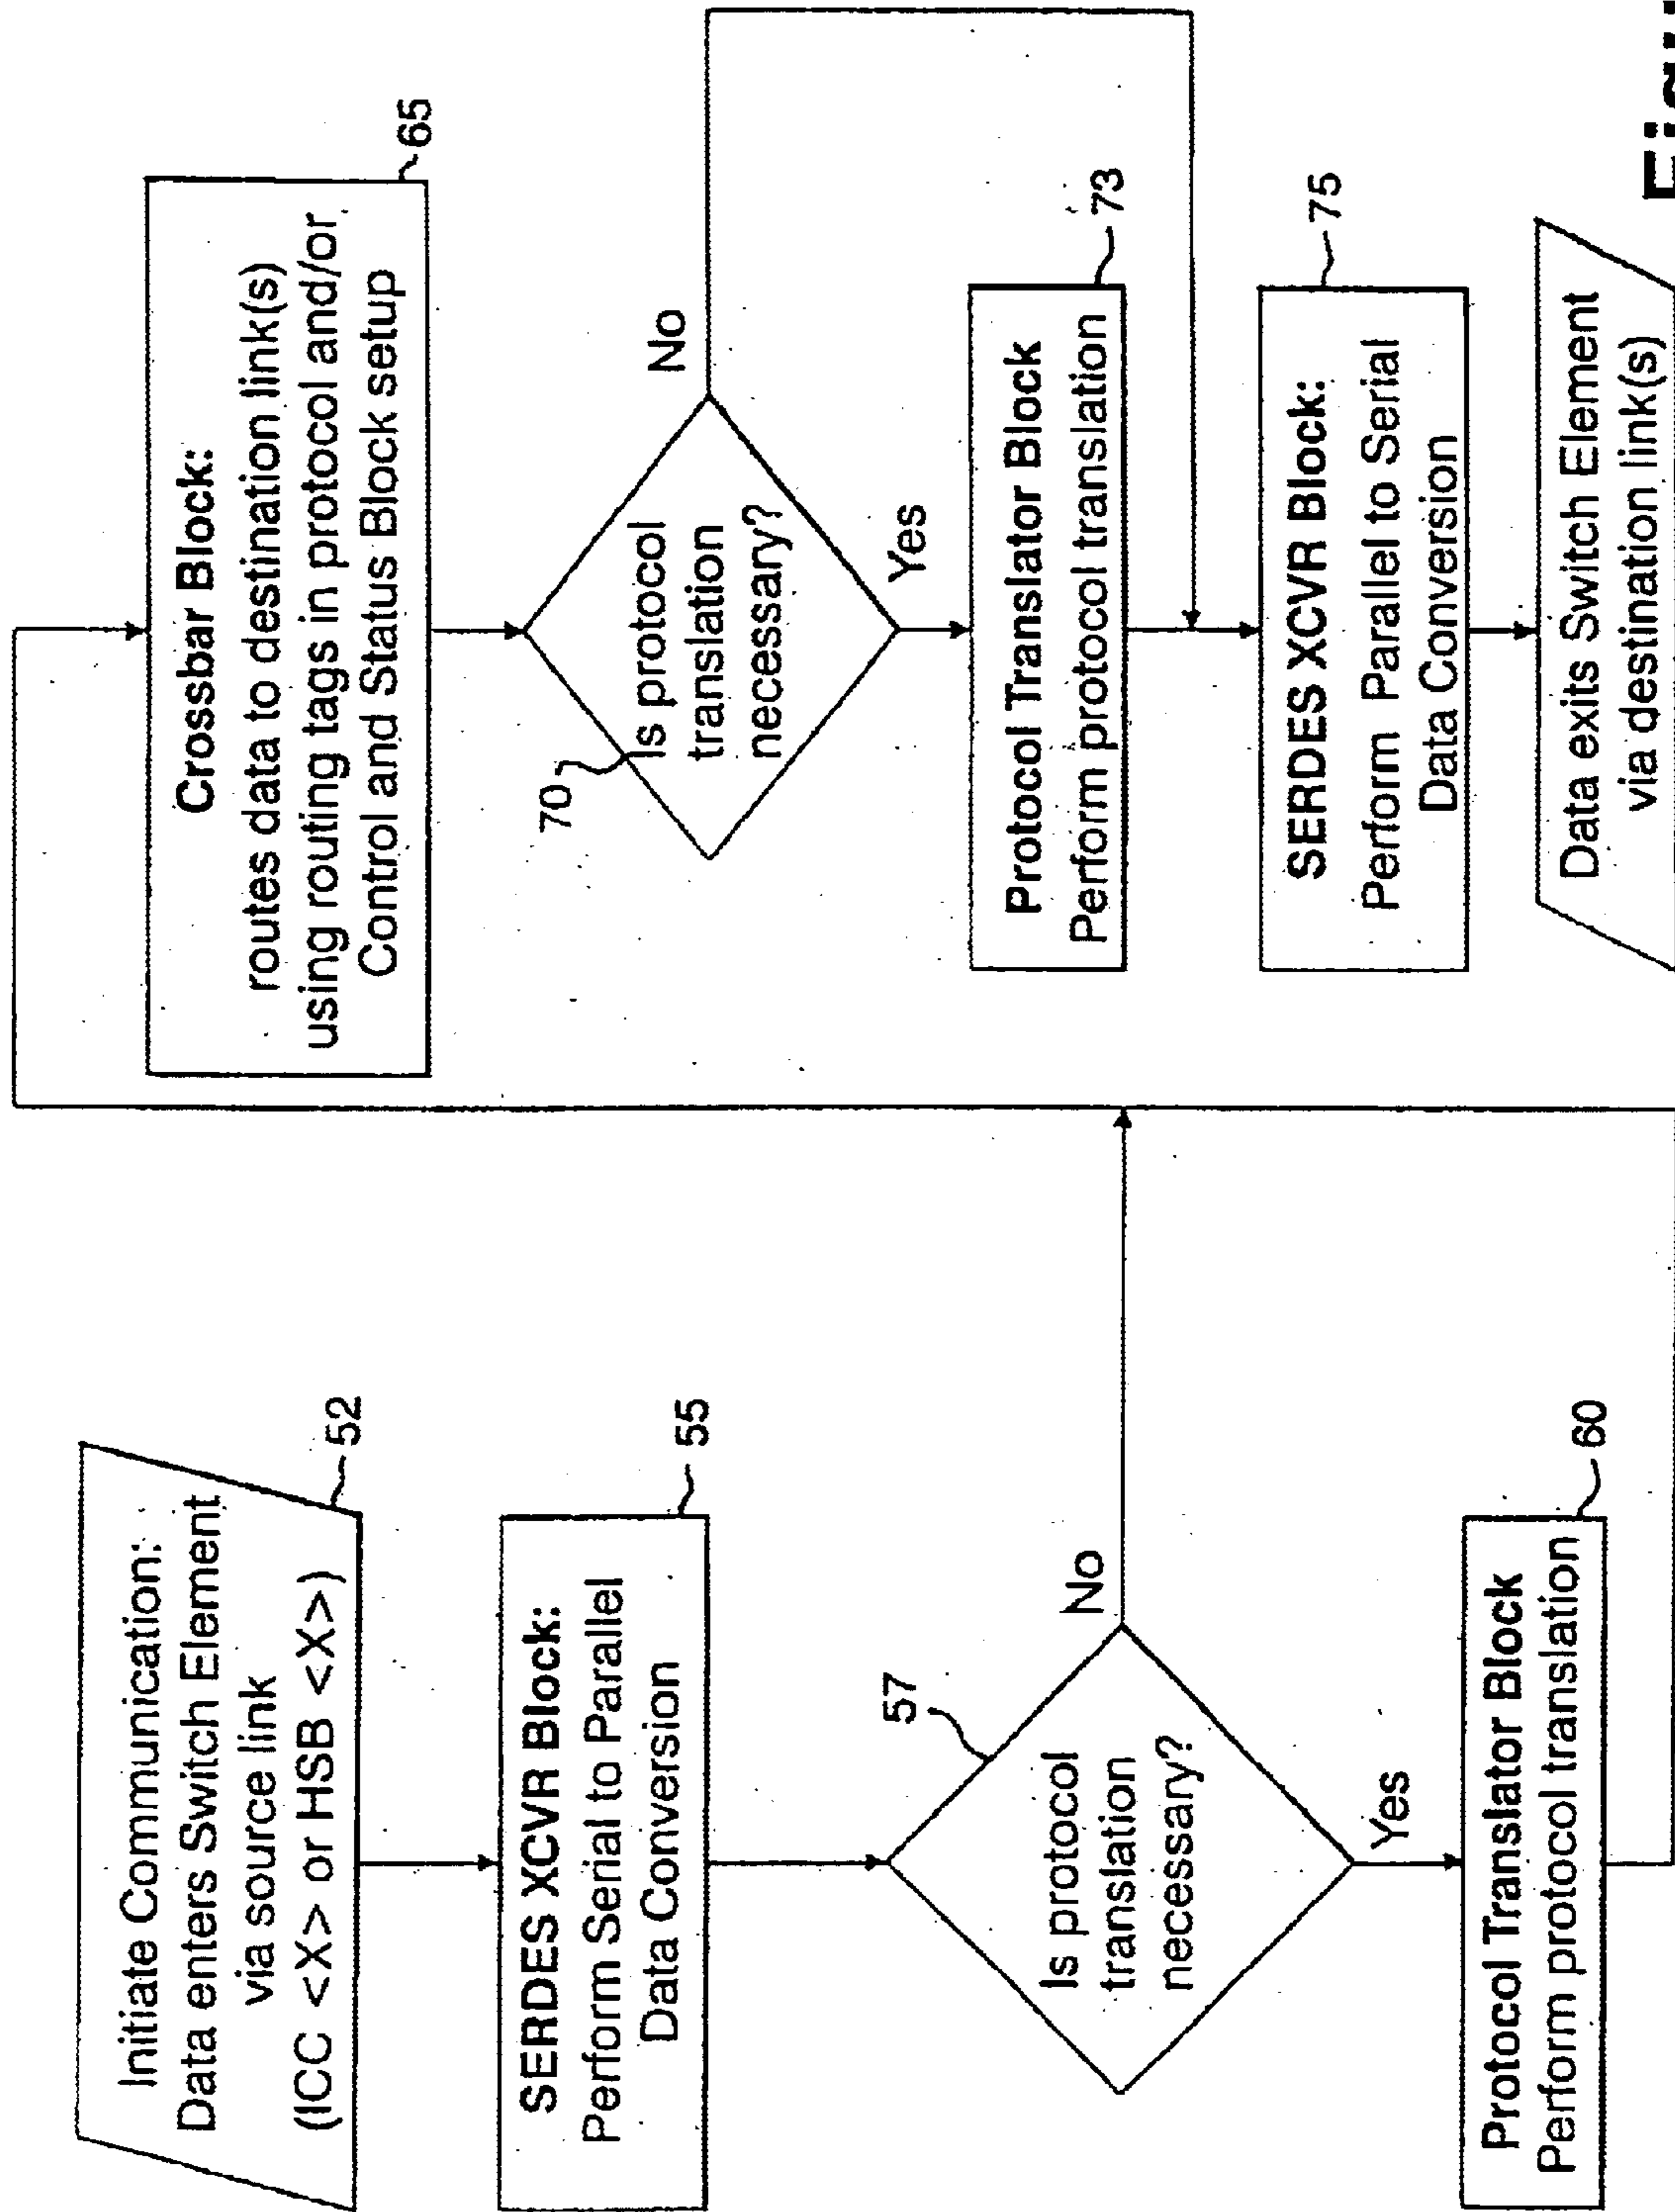 Initiate Communication:
Data enters Switch Element
via source link
(ICC <X> or HSB <X>)
52
SERDES XCVR Block:
Perform Serial to Parallel
Data Conversion
55
57
Is protocol
translation
necessary?
No
Yes
Protocol Translator Block
Perform protocol translation
60
Crossbar Block:
routes data to destination link(s)
using routing tags in protocol and/or
Control and Status Block setup
65
70
Is protocol
translation
necessary?
No
Yes
Protocol Translator Block
Perform protocol translation
73
SERDES XCVR Block:
Perform Parallel to Serial
Data Conversion
75
Data exits Switch Element
via destination link(s)